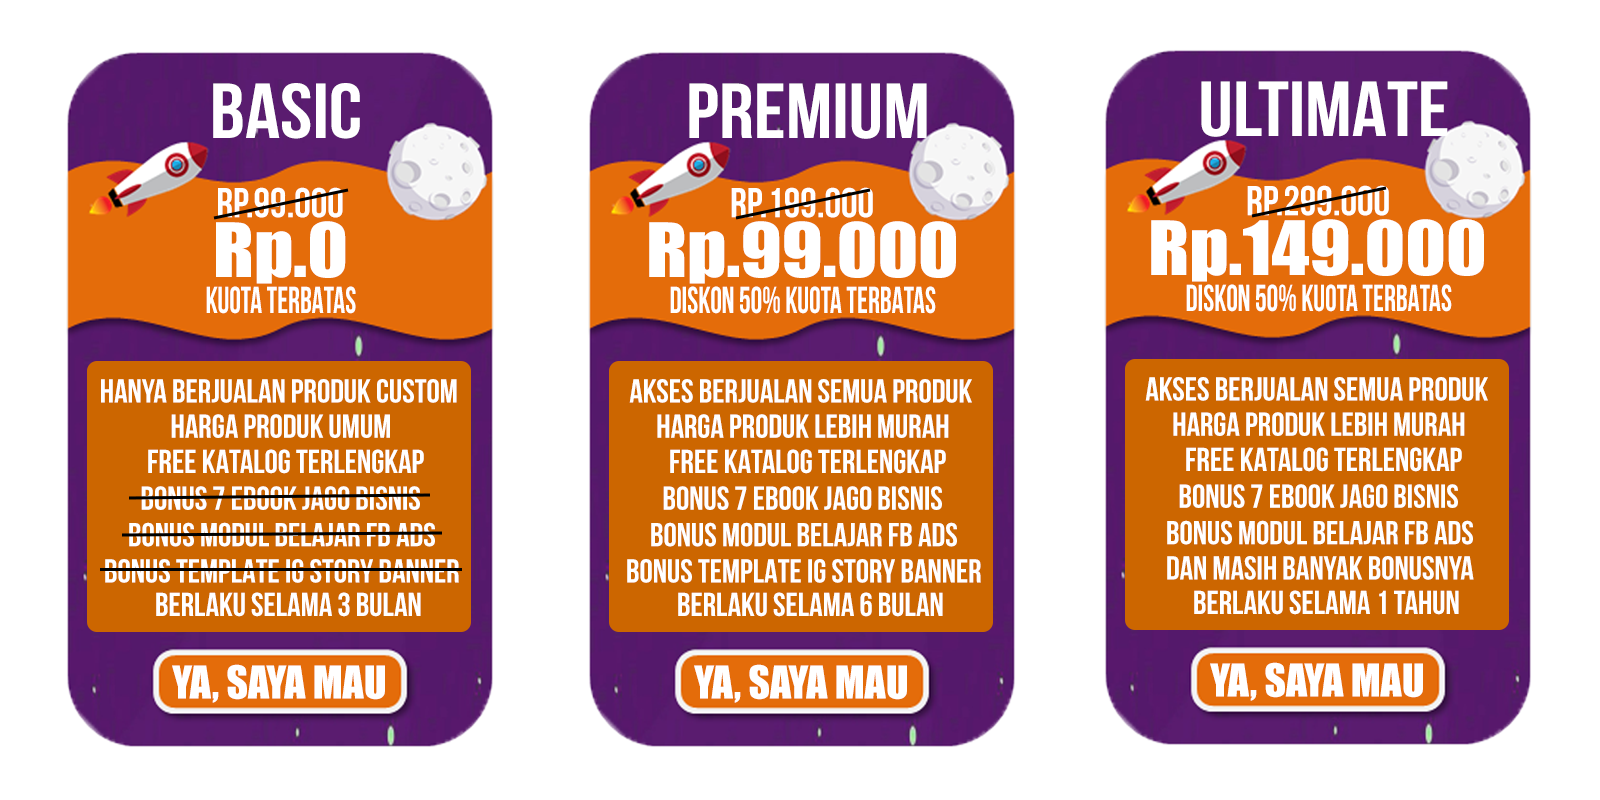 BASIC
RP.99.000
Rp.0
KUOTA TERBATAS
HANYA BERJUALAN PRODUK CUSTOM
HARGA PRODUK UMUM
FREE KATALOG TERLENGKAP
BONUS 7 EBOOK JAGO BISNIS
BONUS MODUL BELAJAR FB ADS
BONUS TEMPLATE IG STORY BANNER
BERLAKU SELAMA 3 BULAN
YA, SAYA MAU
PREMIUM
RP.199.000
Rp.99.000
DISKON 50% KUOTA TERBATAS
AKSES BERJUALAN SEMUA PRODUK
HARGA PRODUK LEBIH MURAH
FREE KATALOG TERLENGKAP
BONUS 7 EBOOK JAGO BISNIS
BONUS MODUL BELAJAR FB ADS
BONUS TEMPLATE IG STORY BANNER
BERLAKU SELAMA 6 BULAN
YA, SAYA MAU
ULTIMATE
RP.299.000
Rp.149.000
DISKON 50% KUOTA TERBATAS
AKSES BERJUALAN SEMUA PRODUK
HARGA PRODUK LEBIH MURAH
FREE KATALOG TERLENGKAP
BONUS 7 EBOOK JAGO BISNIS
BONUS MODUL BELAJAR FB ADS
DAN MASIH BANYAK BONUSNYA
BERLAKU SELAMA 1 TAHUN
YA, SAYA MAU